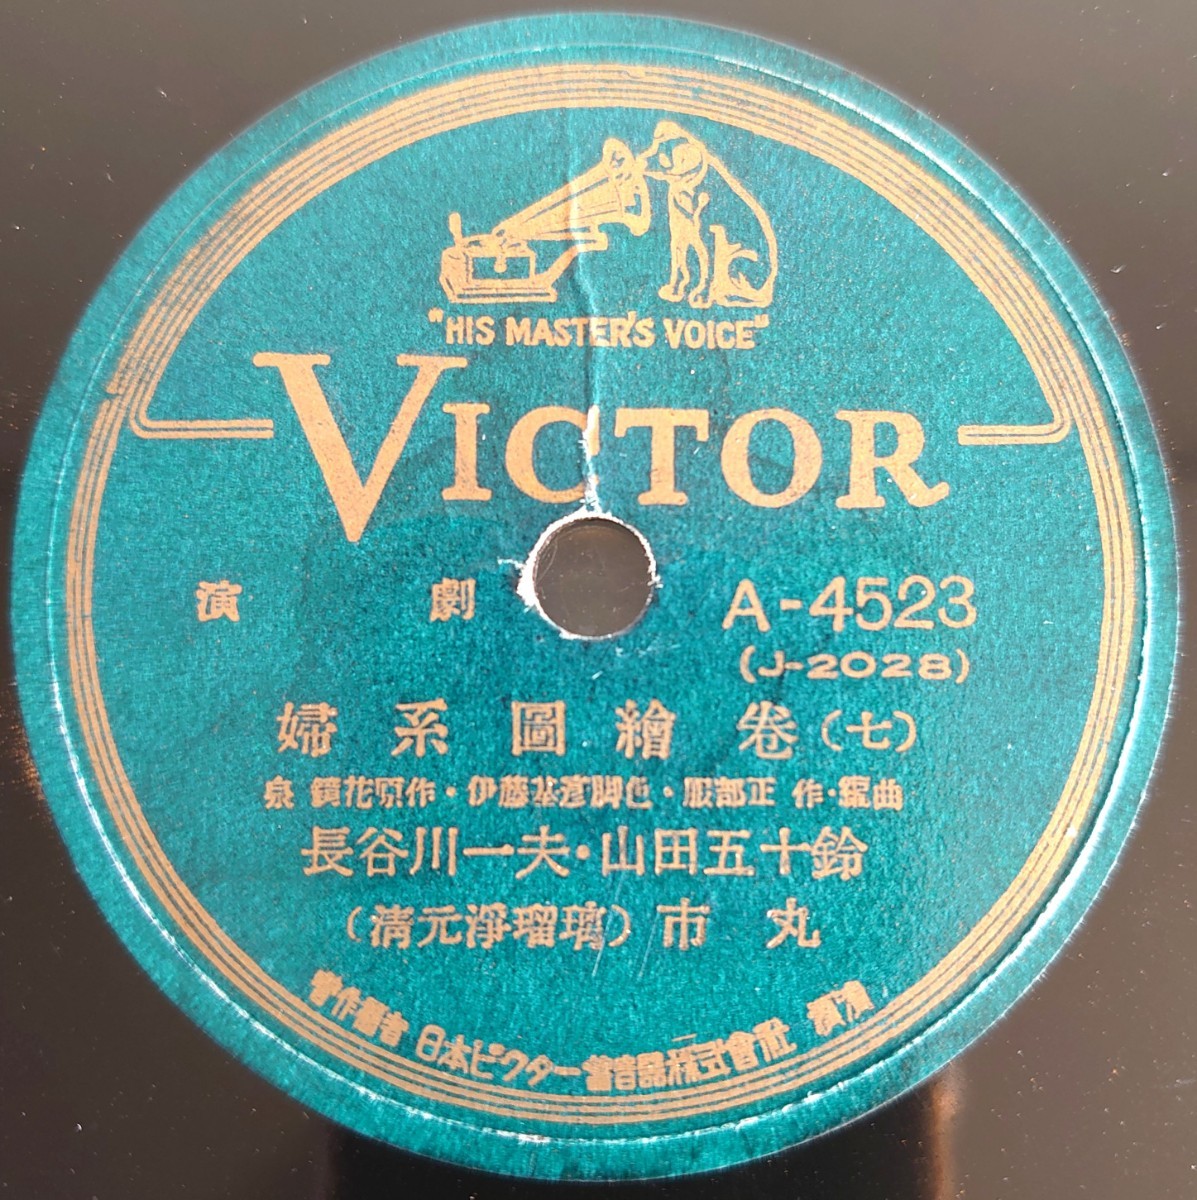 "HIS MASTER'S VOICE"
VICTOR
演劇 A-4523
(J-2028)
婦系圖繪卷(七)
泉鏡花原作・伊藤基彦脚色・服部正 作・編曲
長谷川一夫・山田五十鈴
(清元淨瑠璃)市丸
日本ビクター蓄音器株式會社